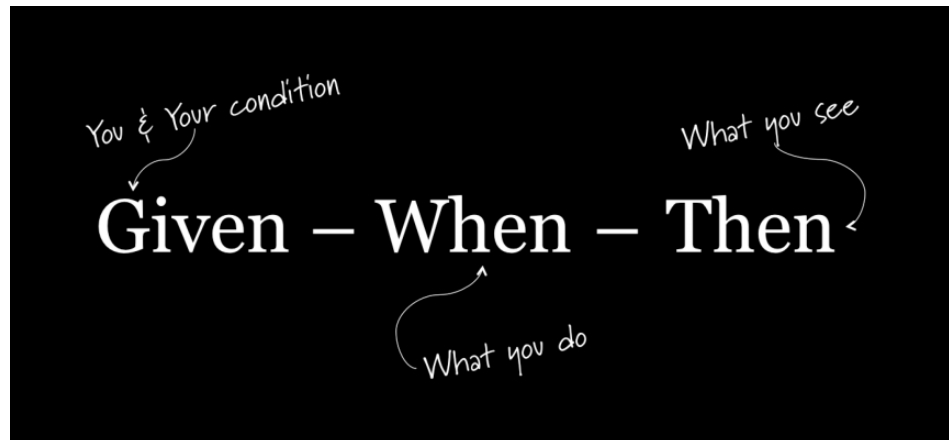 You & Your condition
What you see
Given – When – Then
What you do